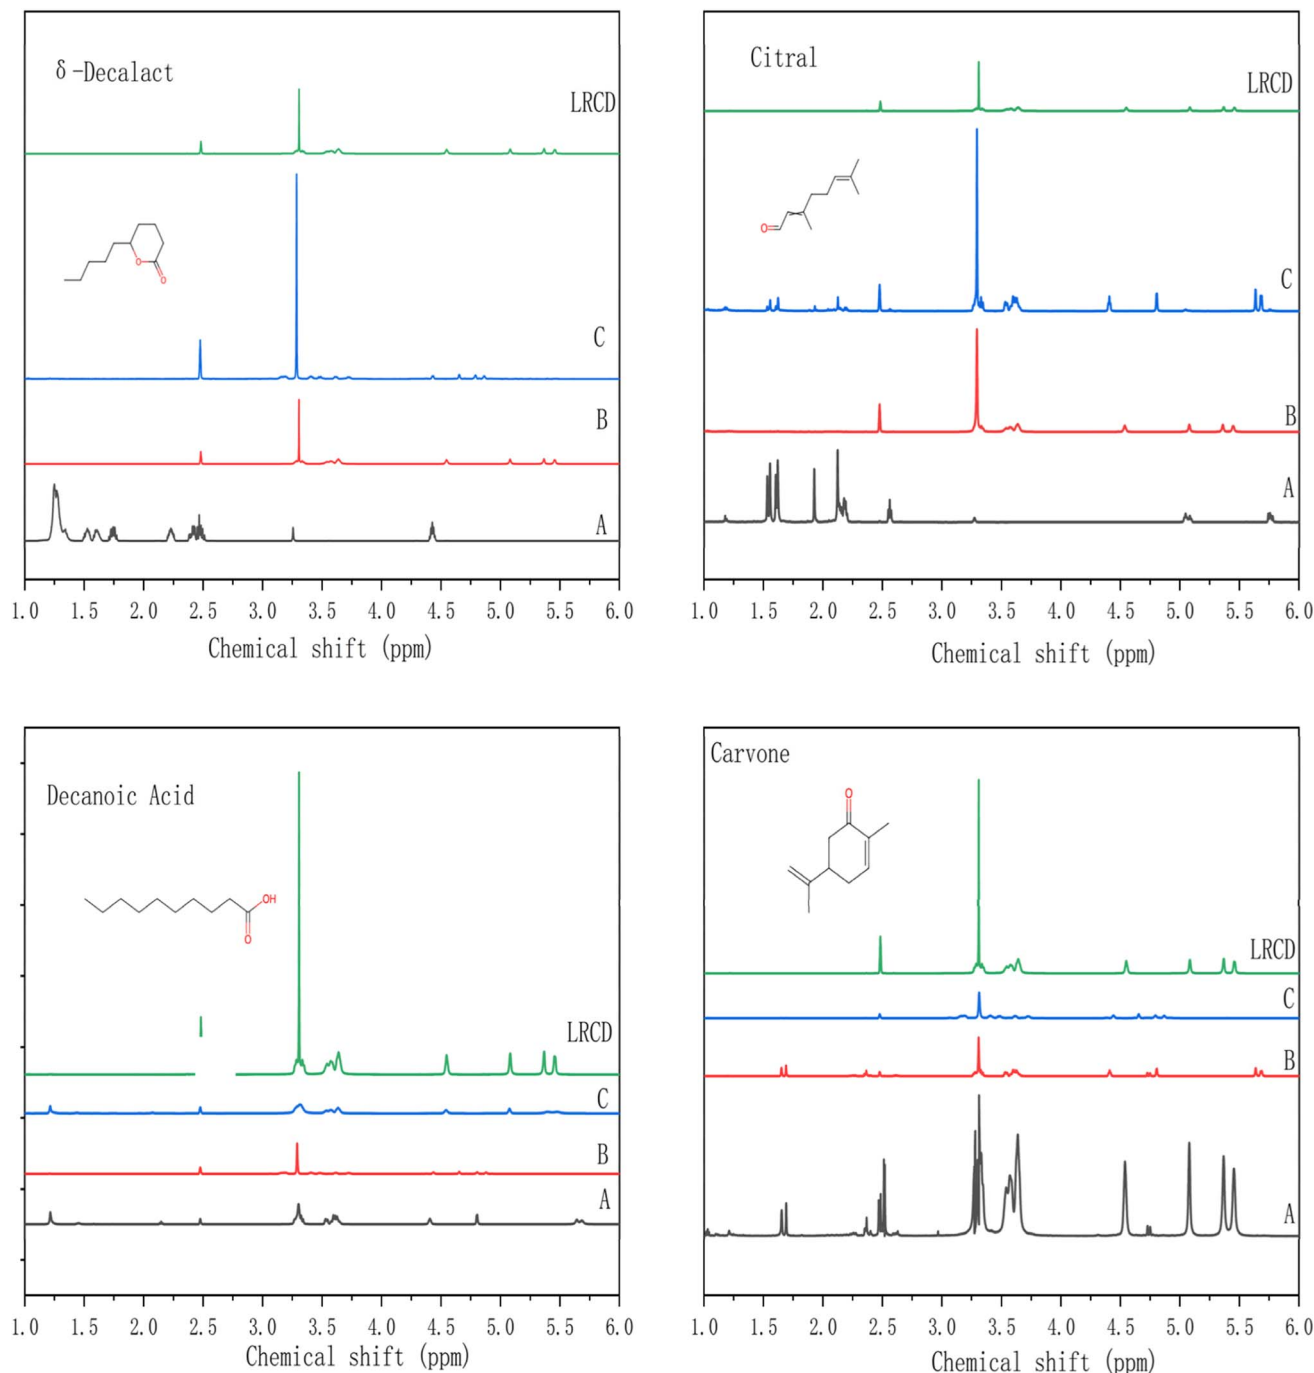 δ-Decalact
LRCD
C
B
A
O
O
1.0 1.5 2.0 2.5 3.0 3.5 4.0 4.5 5.0 5.5 6.0
Chemical shift (ppm)
Citral
LRCD
O
C
B
A
1.0 1.5 2.0 2.5 3.0 3.5 4.0 4.5 5.0 5.5 6.0
Chemical shift (ppm)
Decanoic Acid
OH
O
LRCD
C
B
A
1.0 1.5 2.0 2.5 3.0 3.5 4.0 4.5 5.0 5.5 6.0
Chemical shift (ppm)
Carvone
O
LRCD
C
B
A
1.0 1.5 2.0 2.5 3.0 3.5 4.0 4.5 5.0 5.5 6.0
Chemical shift (ppm)